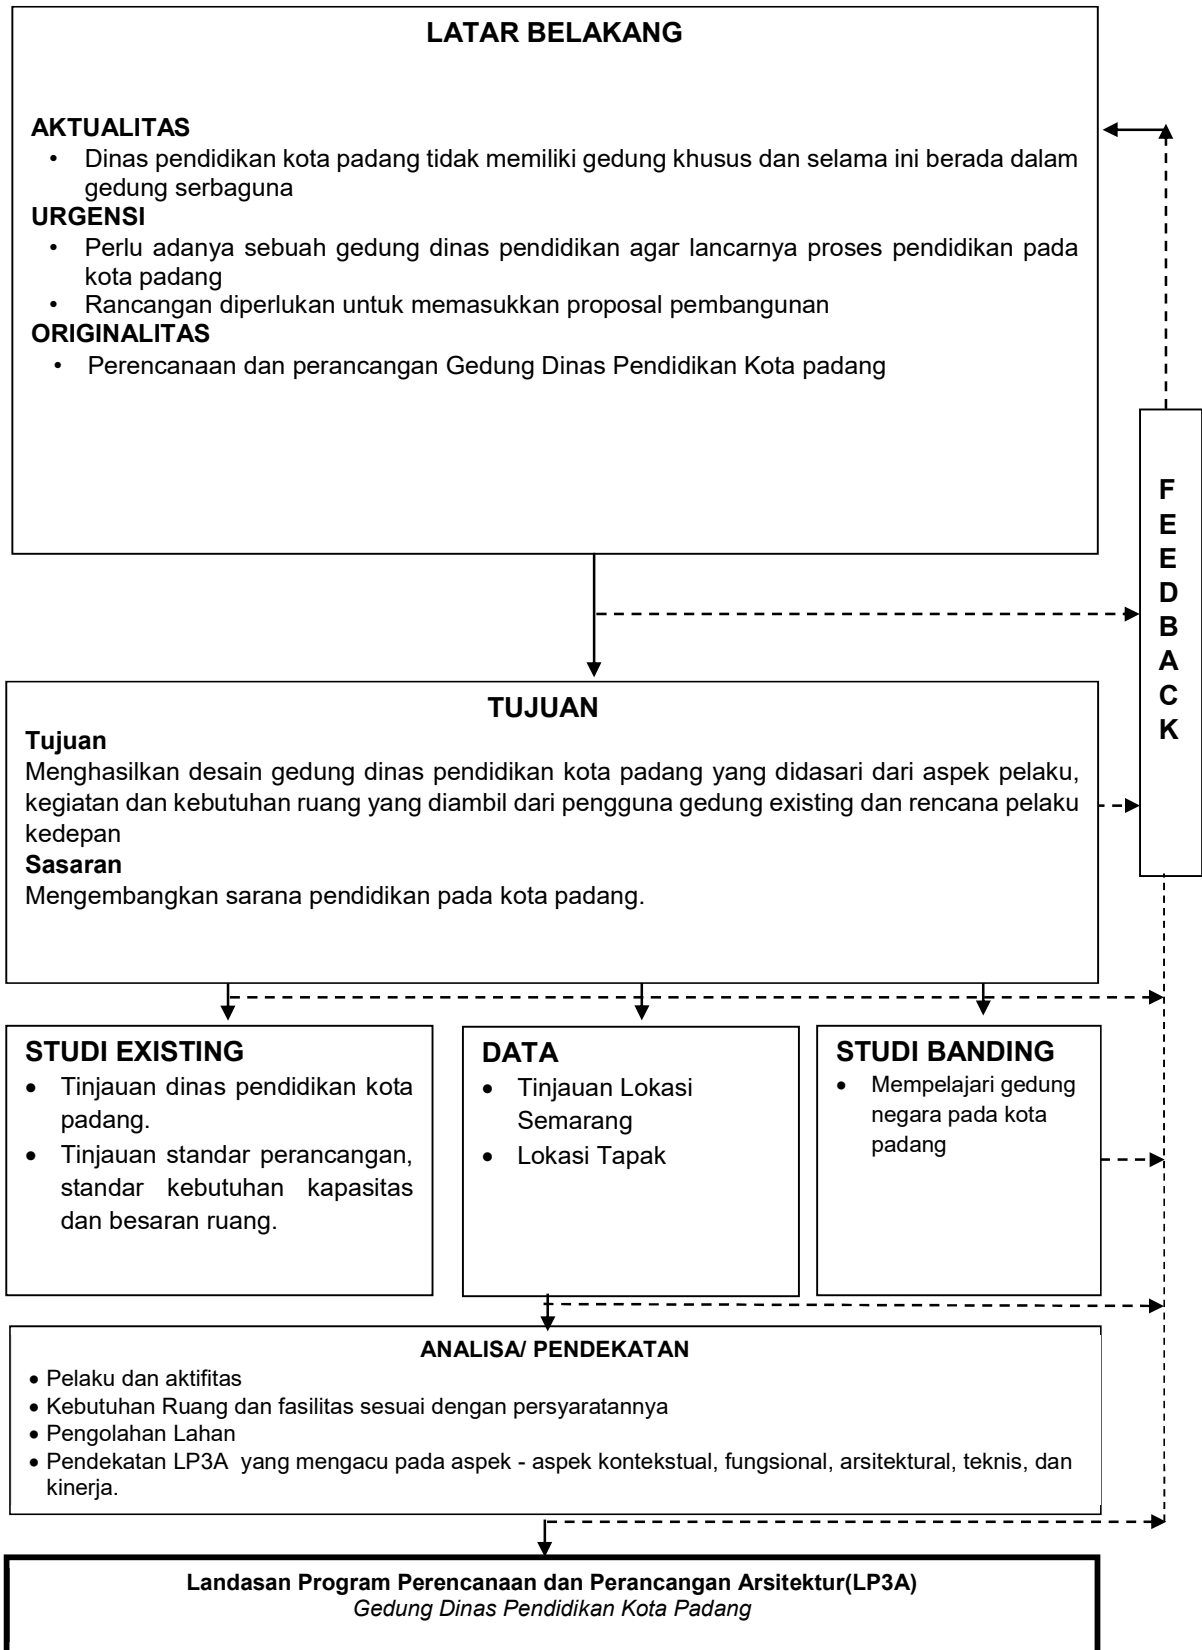 LATAR BELAKANG
AKTUALITAS
• Dinas pendidikan kota padang tidak memiliki gedung khusus dan selama ini berada dalam
gedung serbaguna
URGENSI
• Perlu adanya sebuah gedung dinas pendidikan agar lancarnya proses pendidikan pada
kota padang
• Rancangan diperlukan untuk memasukkan proposal pembangunan
ORIGINALITAS
• Perencanaan dan perancangan Gedung Dinas Pendidikan Kota padang
F
E
E
D
B
A
C
K
TUJUAN
Tujuan
Menghasilkan desain gedung dinas pendidikan kota padang yang didasari dari aspek pelaku,
kegiatan dan kebutuhan ruang yang diambil dari pengguna gedung existing dan rencana pelaku
kedepan
Sasaran
Mengembangkan sarana pendidikan pada kota padang.
STUDI EXISTING
• Tinjauan dinas pendidikan kota
padang.
• Tinjauan standar perancangan,
standar kebutuhan kapasitas
dan besaran ruang.
DATA
• Tinjauan Lokasi
Semarang
• Lokasi Tapak
STUDI BANDING
• Mempelajari gedung
negara pada kota
padang
ANALISA/ PENDEKATAN
• Pelaku dan aktifitas
• Kebutuhan Ruang dan fasilitas sesuai dengan persyaratannya
• Pengolahan Lahan
• Pendekatan LP3A yang mengacu pada aspek - aspek kontekstual, fungsional, arsitektural, teknis, dan
kinerja.
Landasan Program Perencanaan dan Perancangan Arsitektur(LP3A)
Gedung Dinas Pendidikan Kota Padang